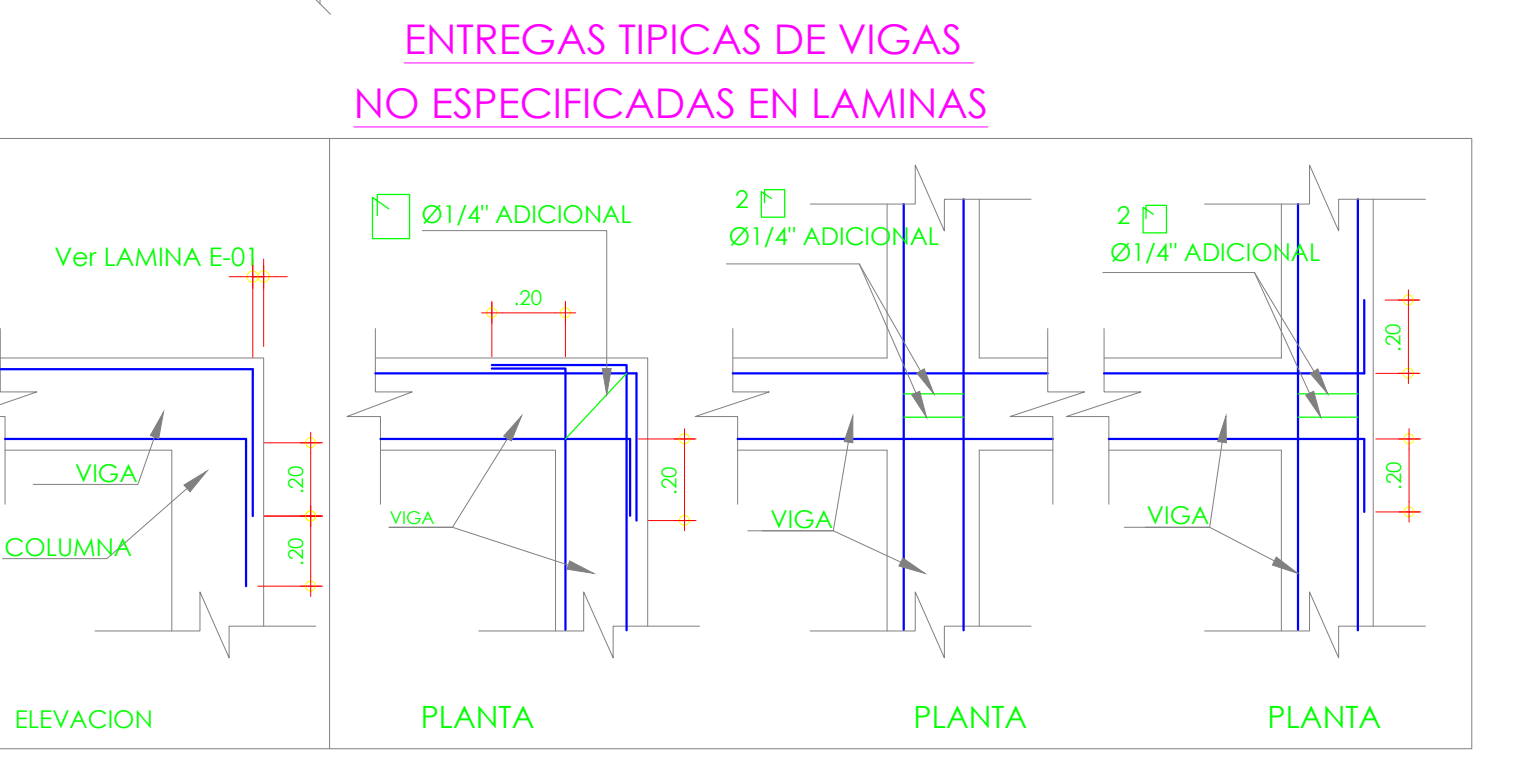 ENTREGAS TIPICAS DE VIGAS
NO ESPECIFICADAS EN LAMINAS
Ver LAMINA E-01
VIGA
COLUMNA
.20
.20
ELEVACION
Ø1/4" ADICIONAL
.20
VIGA
.20
PLANTA
2
Ø1/4" ADICIONAL
VIGA
PLANTA
2
Ø1/4" ADICIONAL
.20
.20
VIGA
PLANTA